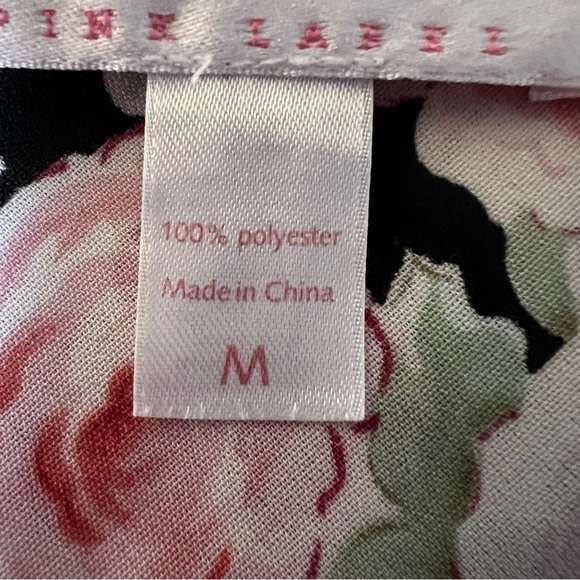 PINK LABEL
100% polyester
Made in China
M